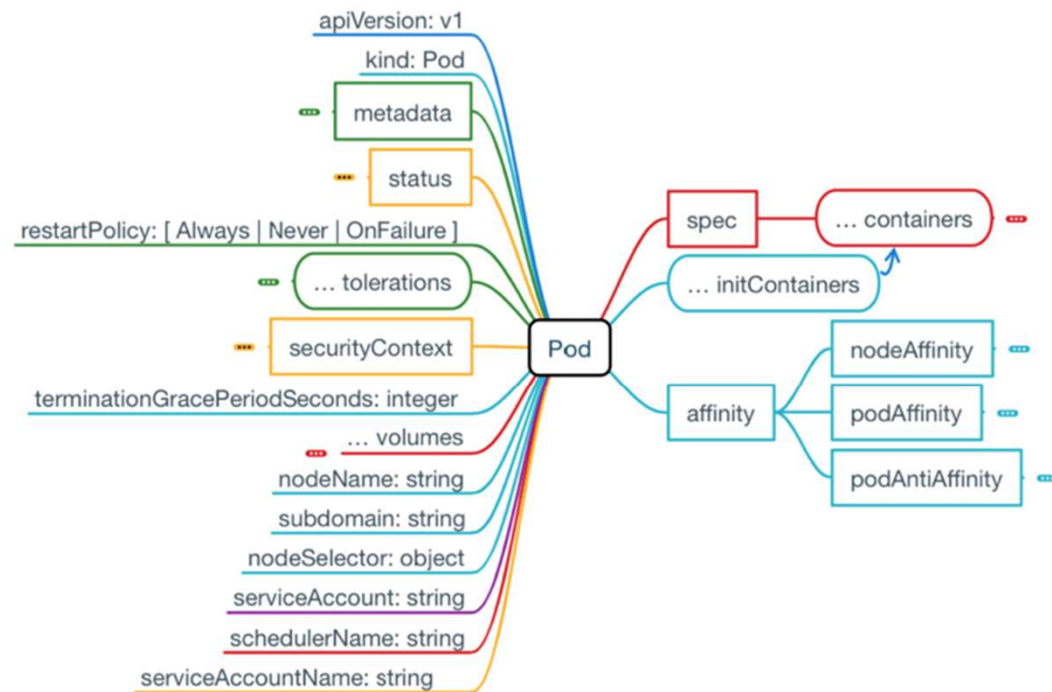 apiVersion: v1
kind: Pod
metadata
status
restartPolicy: [ Always | Never | OnFailure ]
... tolerations
securityContext
terminationGracePeriodSeconds: integer
... volumes
nodeName: string
subdomain: string
nodeSelector: object
serviceAccount: string
schedulerName: string
serviceAccountName: string
Pod
spec
... containers
... initContainers
affinity
nodeAffinity
podAffinity
podAntiAffinity